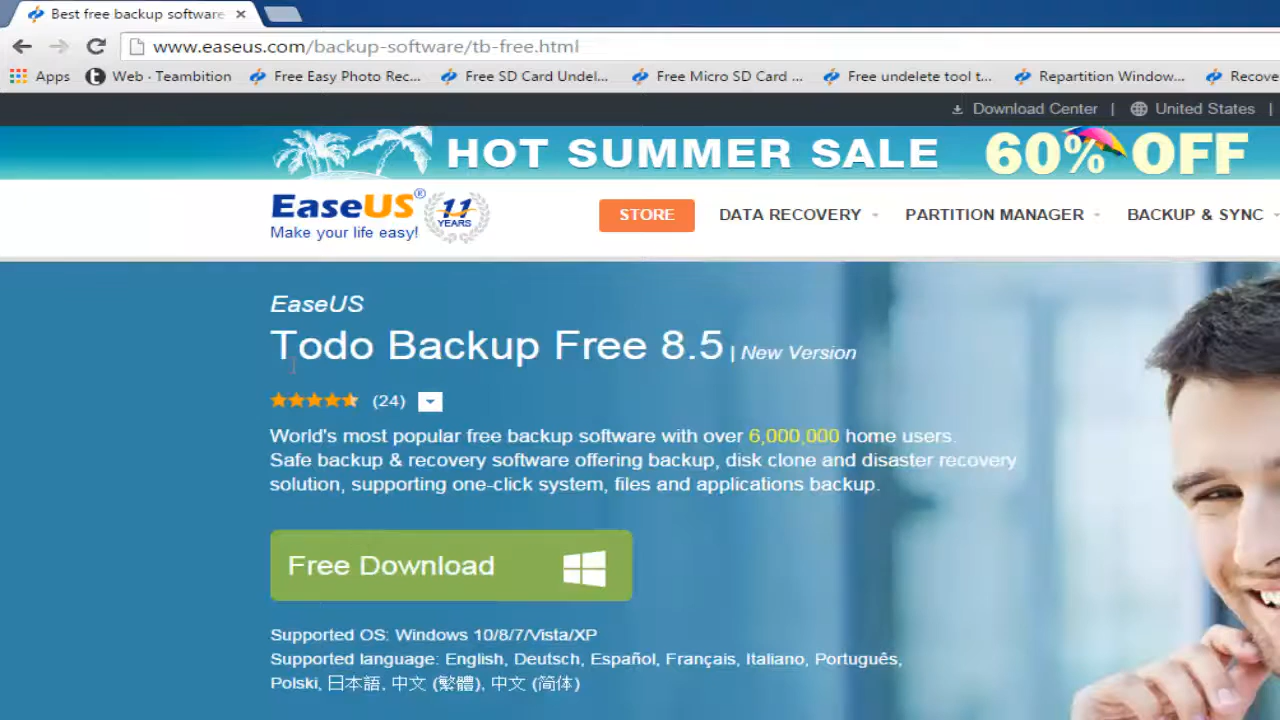 Best free backup software
www.easeus.com/backup-software/tb-free.html
Apps Web · Teambition Free Easy Photo Rec... Free SD Card Undel... Free Micro SD Card ... Free undelete tool t... Repartition Window... Recove
Download Center | United States |
HOT SUMMER SALE 60% OFF
EaseUS® 11 YEARS
Make your life easy!
STORE DATA RECOVERY PARTITION MANAGER BACKUP & SYNC
EaseUS
Todo Backup Free 8.5 | New Version
(24)
World's most popular free backup software with over 6,000,000 home users.
Safe backup & recovery software offering backup, disk clone and disaster recovery
solution, supporting one-click system, files and applications backup.
Free Download
Supported OS: Windows 10/8/7/Vista/XP
Supported language: English, Deutsch, Español, Français, Italiano, Português,
Polski, 日本語, 中文 (繁體), 中文 (简体)